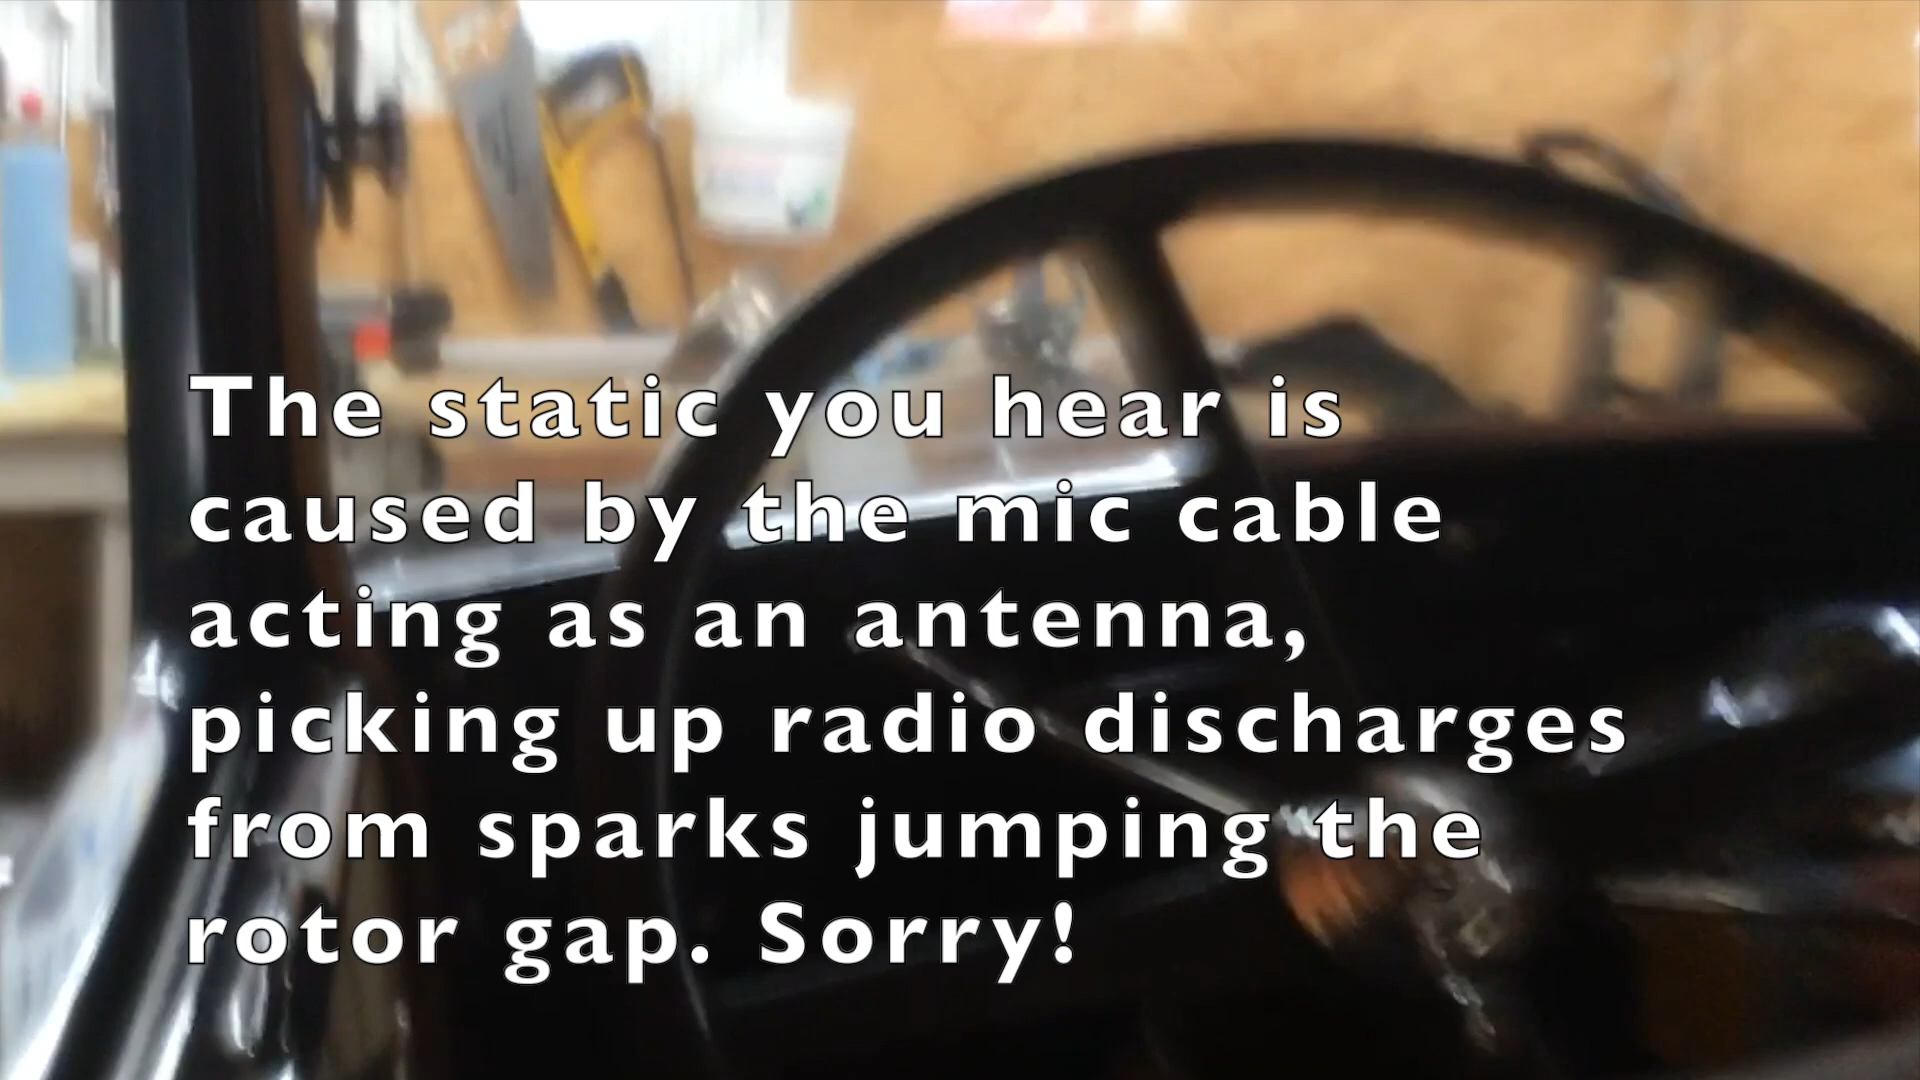 The static you hear is
caused by the mic cable
acting as an antenna,
picking up radio discharges
from sparks jumping the
rotor gap. Sorry!